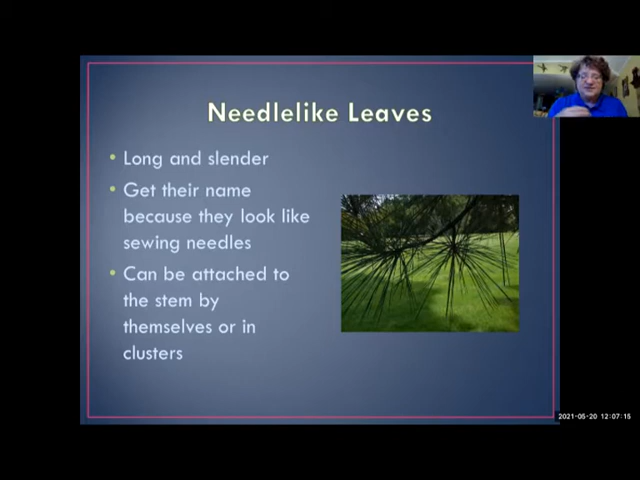 Needlelike Leaves
• Long and slender
• Get their name
because they look like
sewing needles
• Can be attached to
the stem by
themselves or in
clusters
2021-05-20 12:07:15